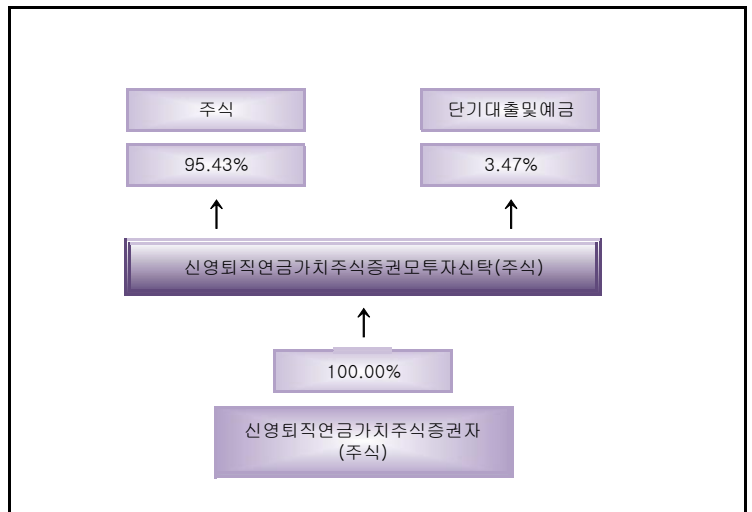 주식
단기대출및예금
95.43%
3.47%
신영퇴직연금가치주식증권모투자신탁(주식)
100.00%
신영퇴직연금가치주식증권자
(주식)